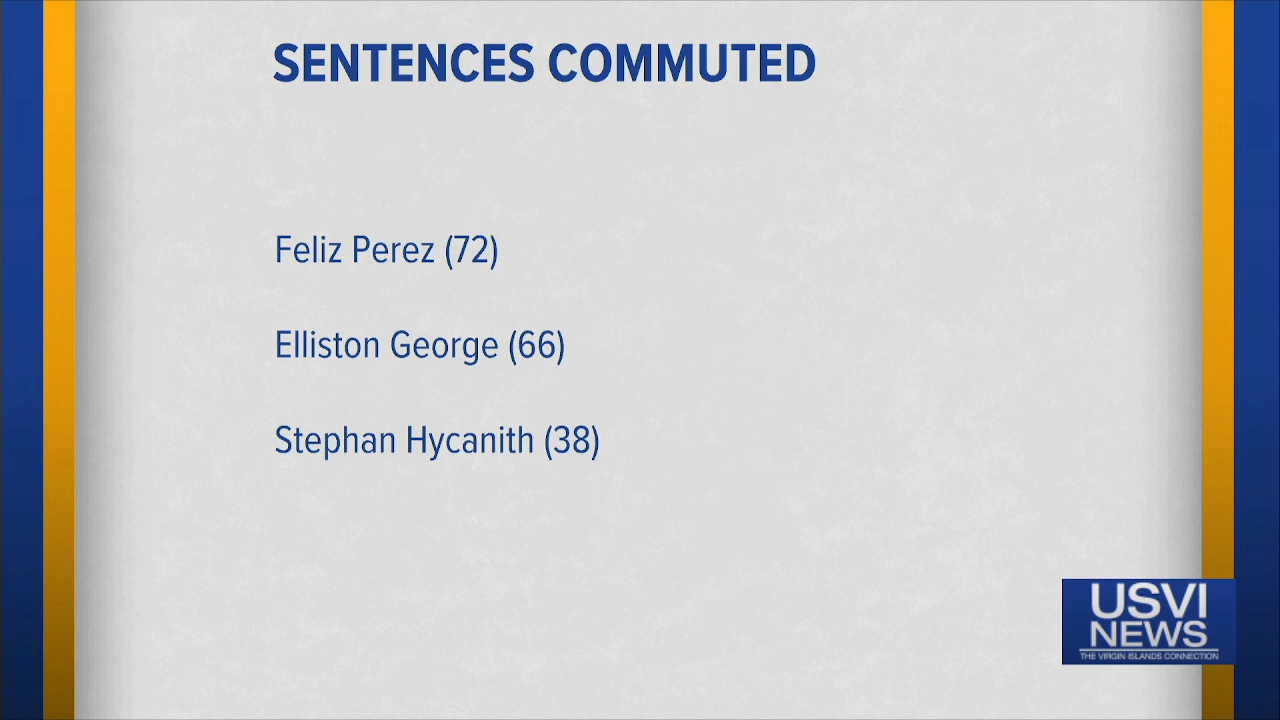 SENTENCES COMMUTED
Feliz Perez (72)
Elliston George (66)
Stephan Hycanith (38)
USVI
NEWS
THE VIRGIN ISLANDS CONNECTION